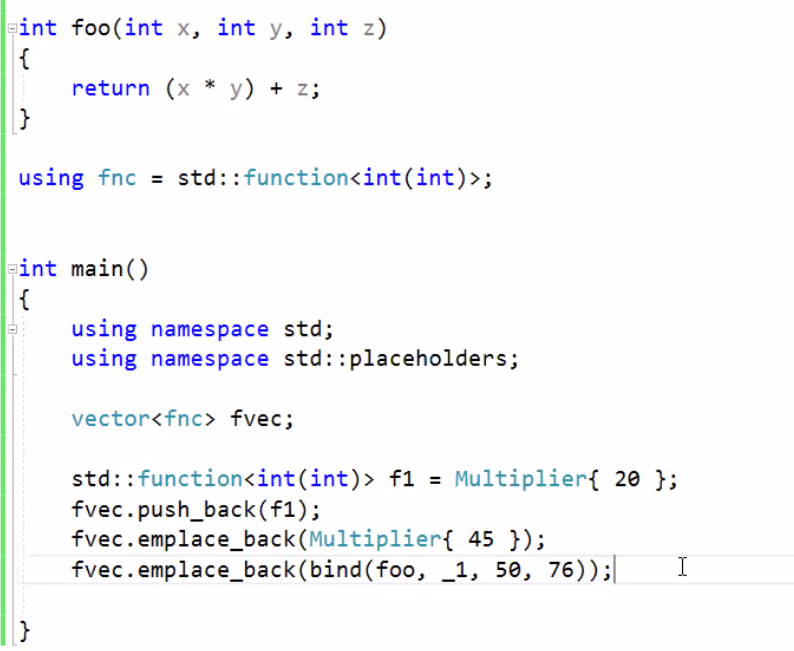 int foo(int x, int y, int z)
{
    return (x * y) + z;
}

using fnc = std::function<int(int)>;


int main()
{
    using namespace std;
    using namespace std::placeholders;

    vector<fnc> fvec;

    std::function<int(int)> f1 = Multiplier{ 20 };
    fvec.push_back(f1);
    fvec.emplace_back(Multiplier{ 45 });
    fvec.emplace_back(bind(foo, _1, 50, 76));

}